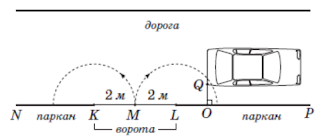 дорога
Q
2 м 2 м
N паркан K M L O паркан P
ворота